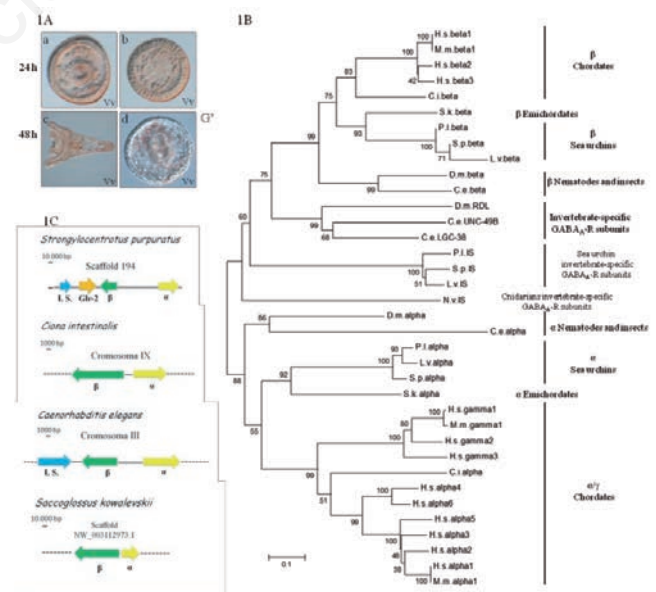 1A
a
b
24h
Vv
Vv
c
d
G'
48h
Vv
Vv
1C
Strongylocentrotus purpuratus
10.000 bp
Scaffold 194
I. S.
Glr-2
β
α
Ciona intestinalis
1000 bp
Cromosoma IX
β
α
Caenorhabditis elegans
1000 bp
Cromosoma III
I. S.
β
α
Saccoglossus kowalevskii
10.000 bp
Scaffold
NW_003112973.1
β
α
1B
100
H.s.beta1
M.m.beta1
100
H.s.beta2
42
H.s.beta3
83
C.i.beta
75
S.k.beta
93
P.l.beta
100
S.p.beta
71
L.v.beta
99
D.m.beta
99
C.e.beta
75
D.m.RDL
99
C.e.UNC-49B
68
C.e.LGC-38
60
P.l.IS
100
S.p.IS
51
L.v.IS
N.v.IS
86
D.m.alpha
C.e.alpha
88
95
P.l.alpha
100
L.v.alpha
92
S.p.alpha
S.k.alpha
55
H.s.gamma1
100
80
M.m.gamma1
100
H.s.gamma2
H.s.gamma3
99
C.i.alpha
51
H.s.alpha4
100
H.s.alpha6
99
H.s.alpha5
100
H.s.alpha3
46
H.s.alpha2
38
H.s.alpha1
100
M.m.alpha1
0.1
β
Chordates
β Emichordates
β
Sea urchins
β Nematodes and insects
Invertebrate-specific
GABAA-R subunits
Sea urchin
invertebrate-specific
GABAA-R subunits
Cnidarians invertebrate-specific
GABAA-R subunits
α Nematodes and insects
α
Sea urchins
α Emichordates
α/γ
Chordates